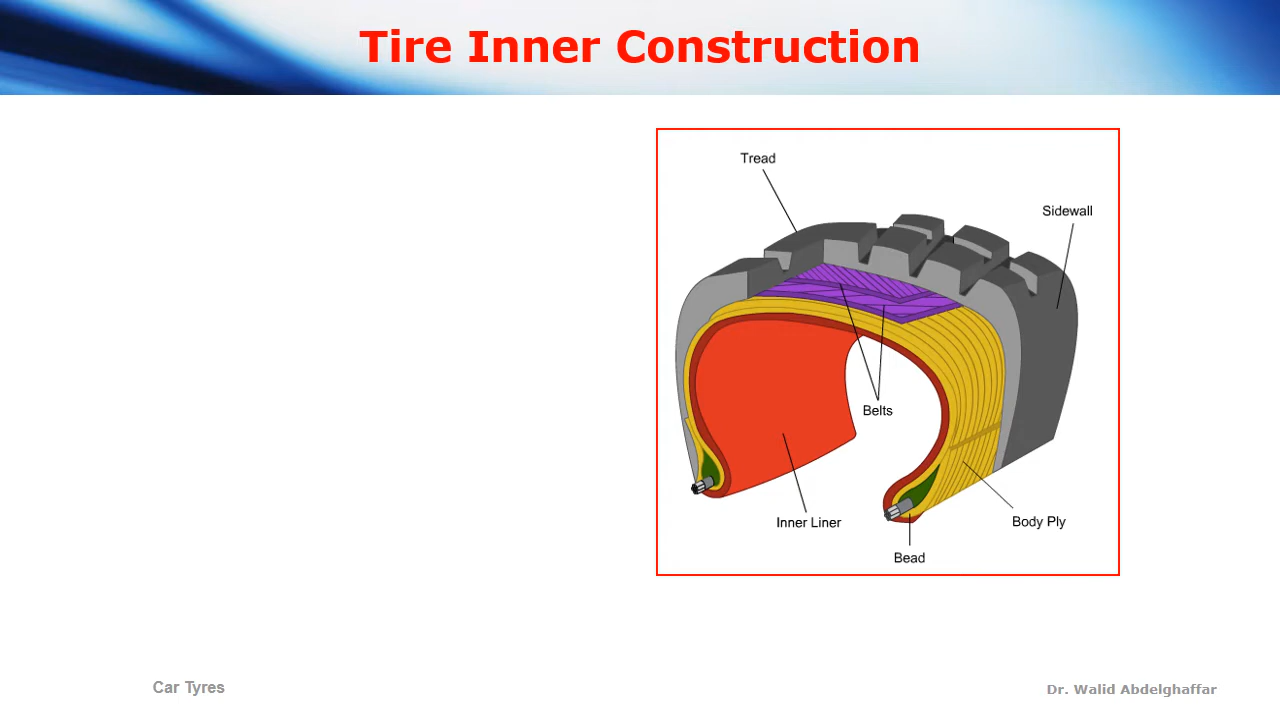 Tire Inner Construction
Tread
Sidewall
Belts
Inner Liner
Body Ply
Bead
Car Tyres
Dr. Walid Abdelghaffar